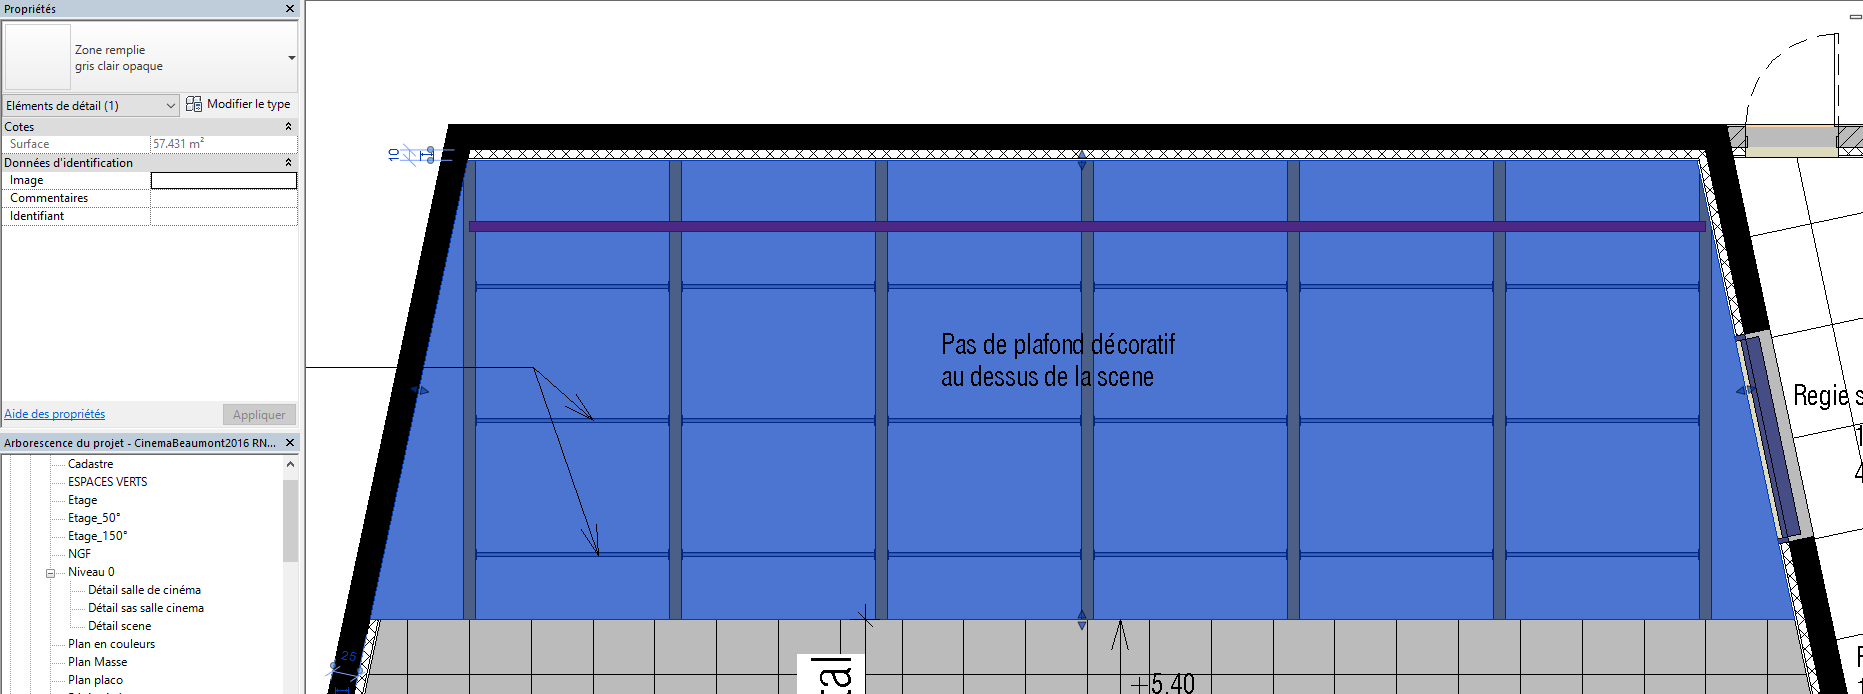 Propriétés
Zone remplie
gris clair opaque
Eléments de détail (1)
Modifier le type
Cotes
Surface
57.431 m²
Données d'identification
Image
Commentaires
Identifiant
Aide des propriétés
Appliquer
Arborescence du projet - CinemaBeaumont2016 RN...
Cadastre
ESPACES VERTS
Etage
Etage_50°
Etage_150°
NGF
Niveau 0
Détail salle de cinéma
Détail sas salle cinema
Détail scene
Plan en couleurs
Plan Masse
Plan placo
10
Pas de plafond décoratif
au dessus de la scene
Regie s
25
+5.40